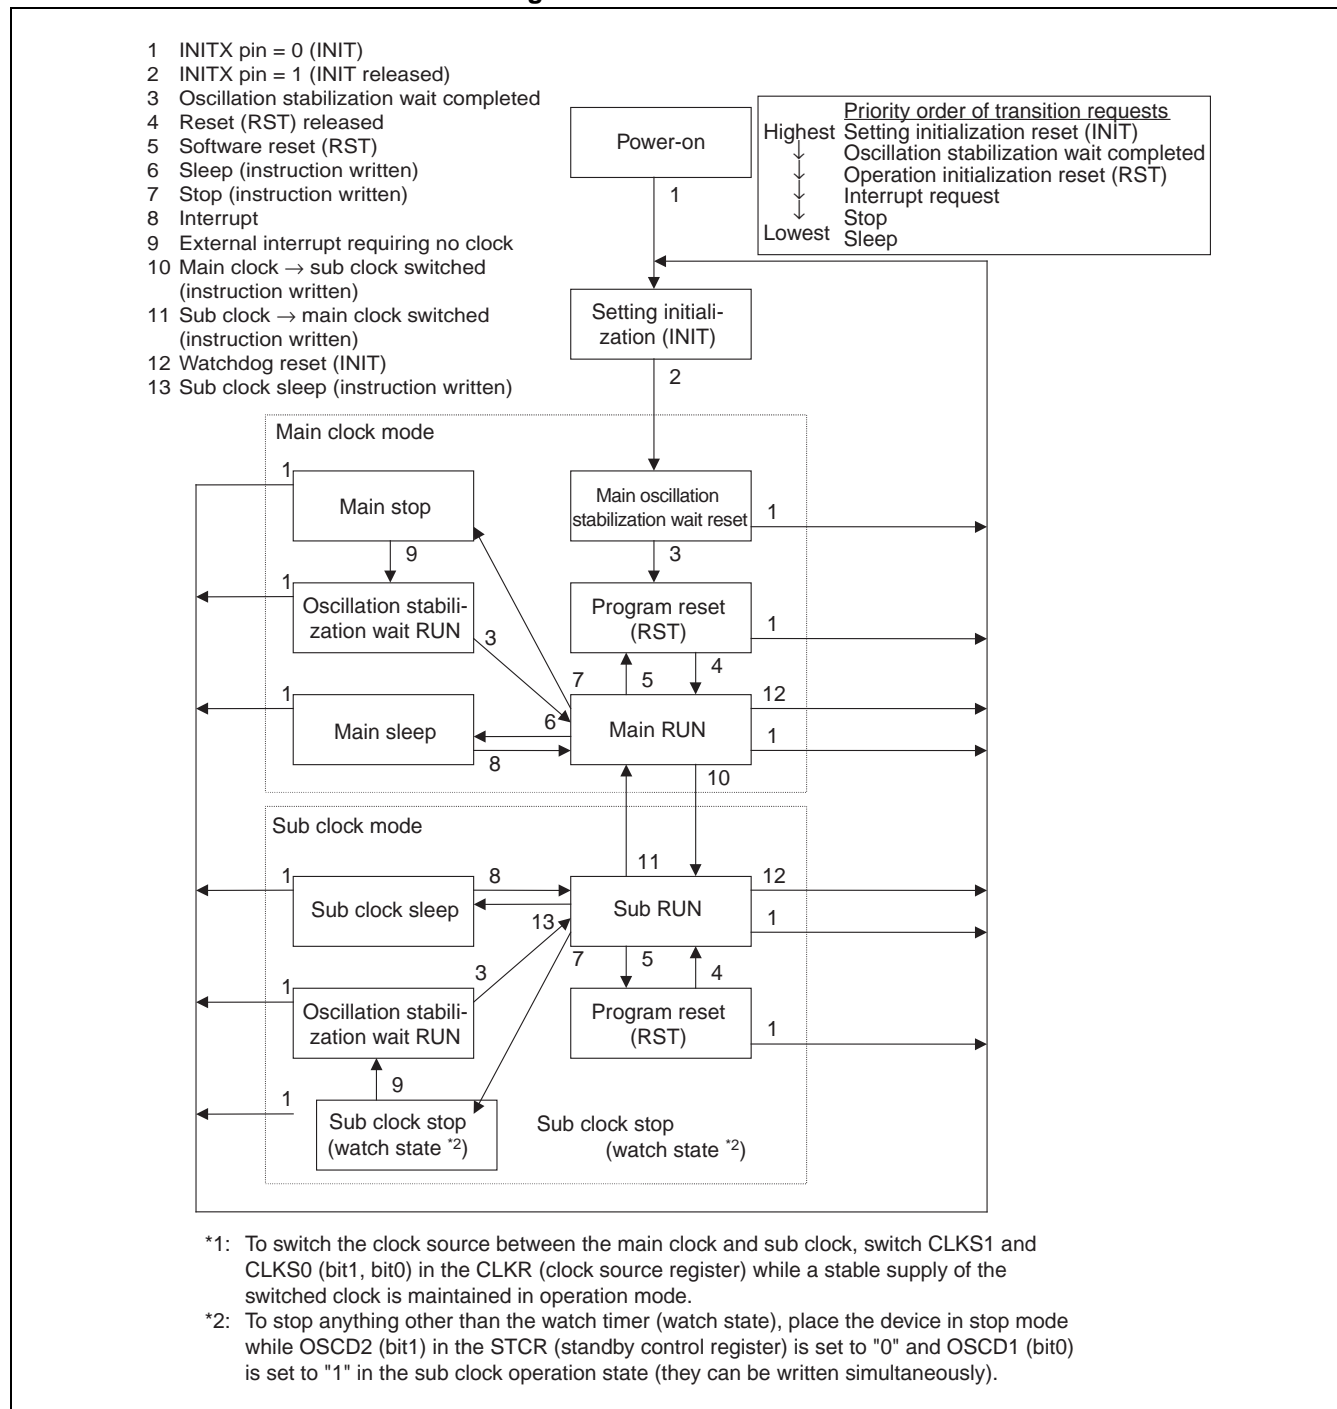 1 INITX pin = 0 (INIT)
2 INITX pin = 1 (INIT released)
3 Oscillation stabilization wait completed
4 Reset (RST) released
5 Software reset (RST)
6 Sleep (instruction written)
7 Stop (instruction written)
8 Interrupt
9 External interrupt requiring no clock
10 Main clock → sub clock switched
(instruction written)
11 Sub clock → main clock switched
(instruction written)
12 Watchdog reset (INIT)
13 Sub clock sleep (instruction written)
Priority order of transition requests
Highest Setting initialization reset (INIT)
↓ Oscillation stabilization wait completed
↓ Operation initialization reset (RST)
↓ Interrupt request
↓ Stop
Lowest Sleep
Power-on
1
Setting initiali-
zation (INIT)
2
Main clock mode
1
Main stop
Main oscillation
stabilization wait reset
1
9
3
1
Oscillation stabili-
zation wait RUN
3
Program reset
(RST)
1
7
5
4
1
Main sleep
6
8
Main RUN
12
1
10
Sub clock mode
11
1
Sub clock sleep
8
13
Sub RUN
12
1
7
5
4
1
Oscillation stabili-
zation wait RUN
3
Program reset
(RST)
1
9
1
Sub clock stop
(watch state *2)
Sub clock stop
(watch state *2)
*1: To switch the clock source between the main clock and sub clock, switch CLKS1 and
CLKS0 (bit1, bit0) in the CLKR (clock source register) while a stable supply of the
switched clock is maintained in operation mode.
*2: To stop anything other than the watch timer (watch state), place the device in stop mode
while OSCD2 (bit1) in the STCR (standby control register) is set to "0" and OSCD1 (bit0)
is set to "1" in the sub clock operation state (they can be written simultaneously).